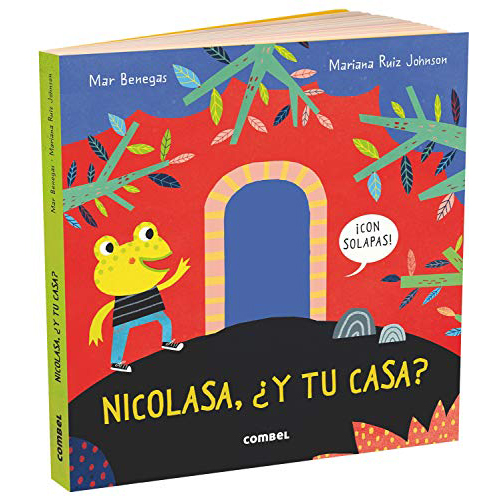 Mar Benegas
Mariana Ruiz Johnson
¡CON
SOLAPAS!
NICOLASA, ¿Y TU CASA?
COMBEL
Mar Benegas · Mariana Ruiz Johnson
NICOLASA, ¿Y TU CASA?
COMBEL